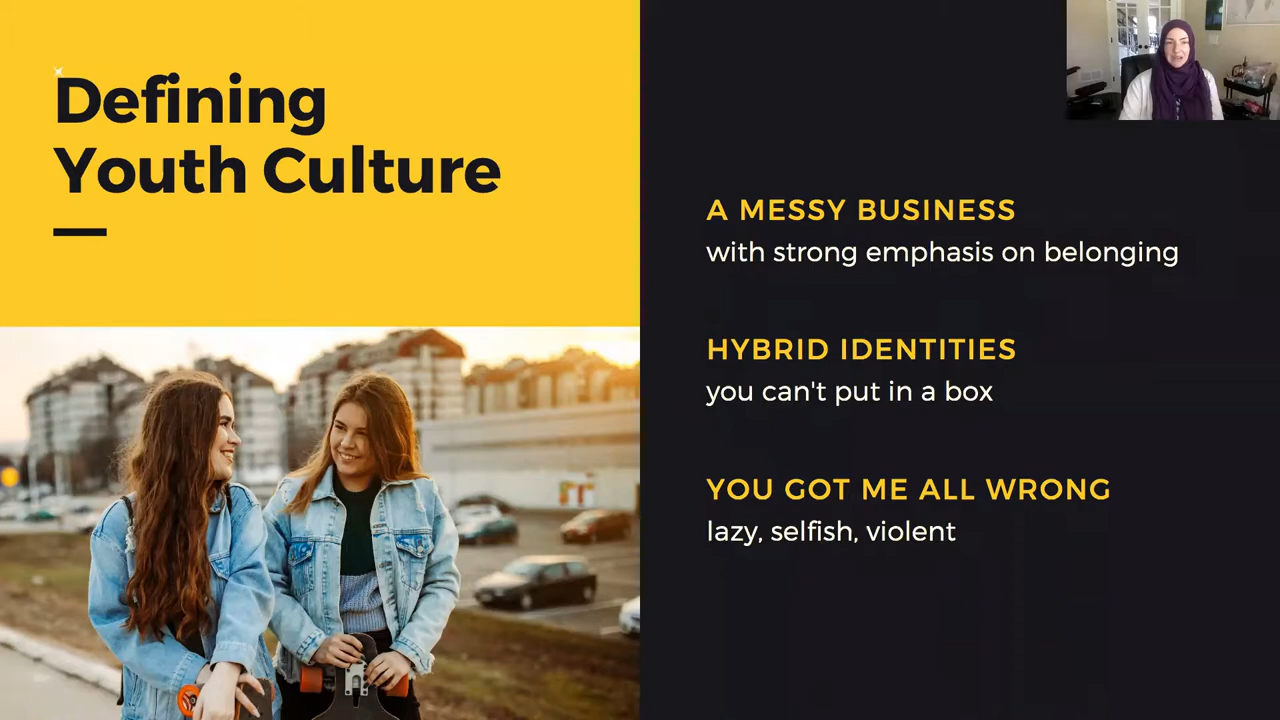 Defining
Youth Culture
A MESSY BUSINESS
with strong emphasis on belonging
HYBRID IDENTITIES
you can't put in a box
YOU GOT ME ALL WRONG
lazy, selfish, violent